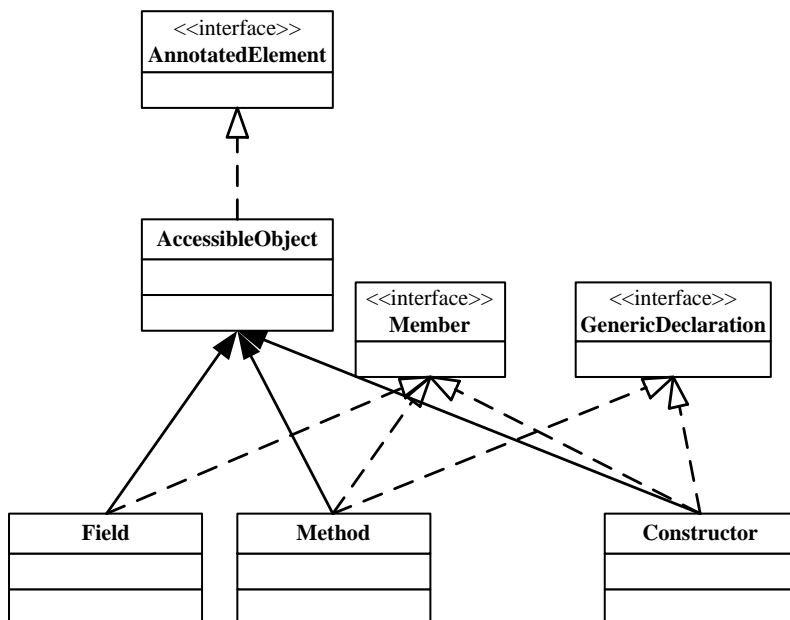 <<interface>>
AnnotatedElement
AccessibleObject
<<interface>>
Member
<<interface>>
GenericDeclaration
Field
Method
Constructor